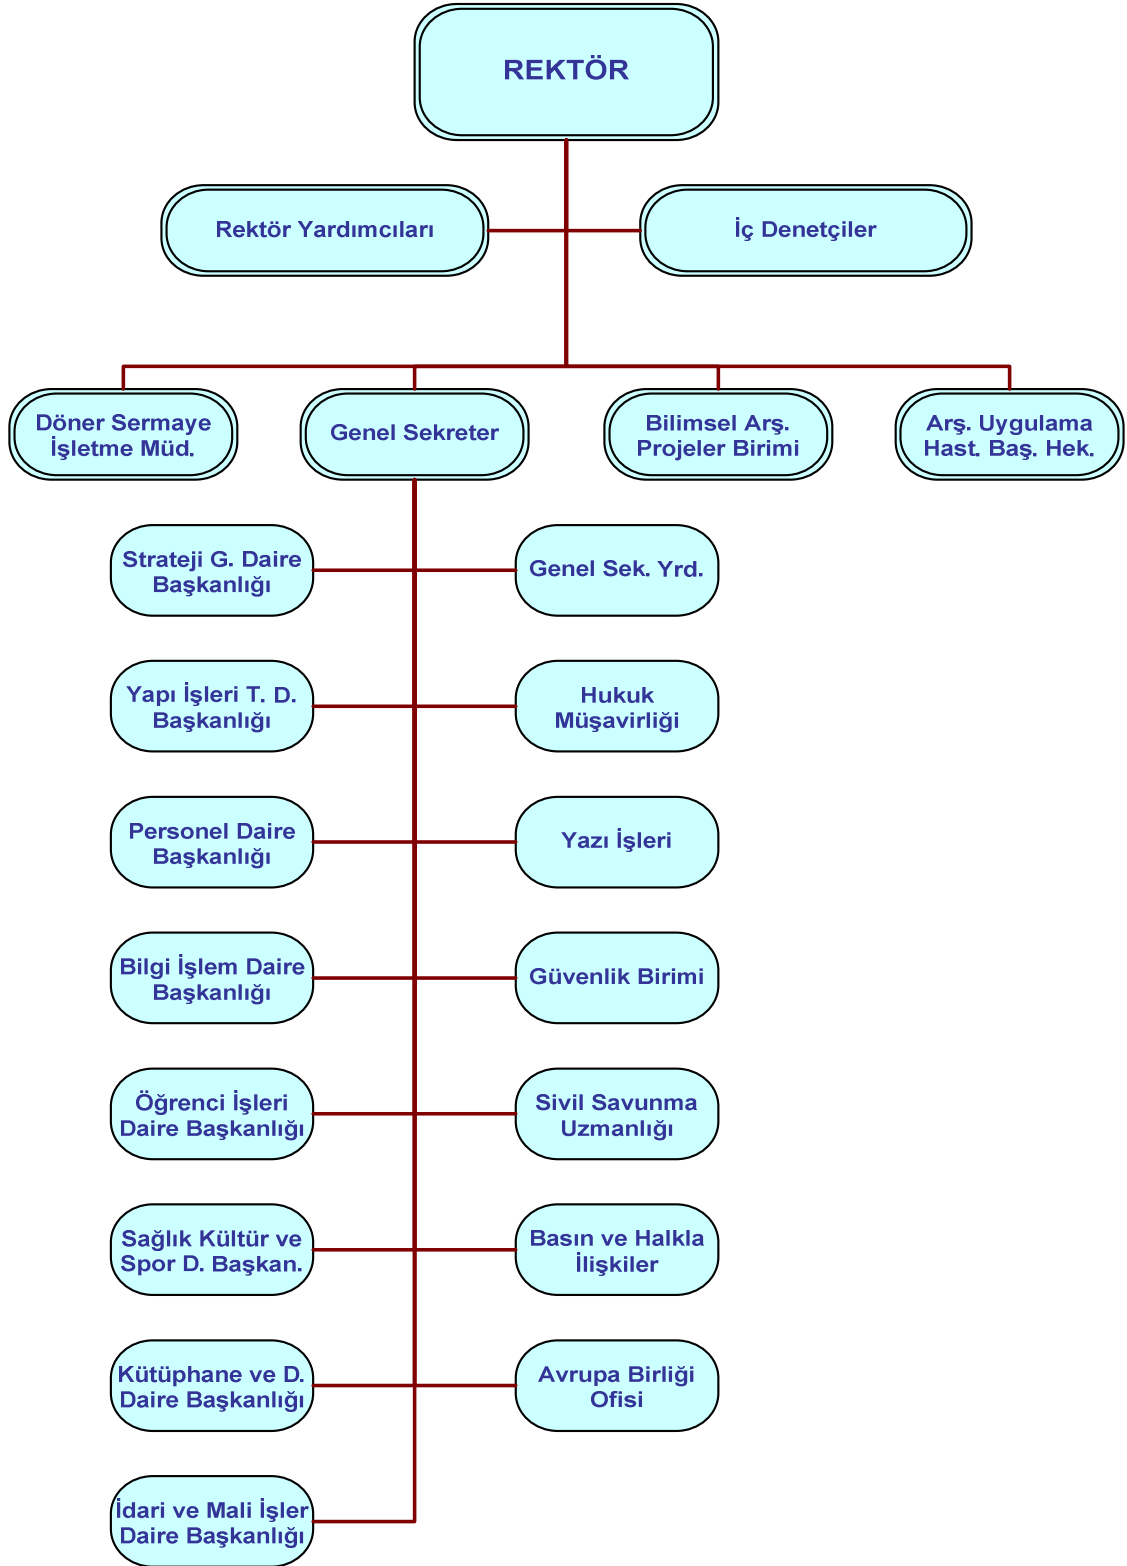 REKTÖR
Rektör Yardımcıları
İç Denetçiler
Döner Sermaye
İşletme Müd.
Genel Sekreter
Bilimsel Arş.
Projeler Birimi
Arş. Uygulama
Hast. Baş. Hek.
Strateji G. Daire
Başkanlığı
Genel Sek. Yrd.
Yapı İşleri T. D.
Başkanlığı
Hukuk
Müşavirliği
Personel Daire
Başkanlığı
Yazı İşleri
Bilgi İşlem Daire
Başkanlığı
Güvenlik Birimi
Öğrenci İşleri
Daire Başkanlığı
Sivil Savunma
Uzmanlığı
Sağlık Kültür ve
Spor D. Başkan.
Basın ve Halkla
İlişkiler
Kütüphane ve D.
Daire Başkanlığı
Avrupa Birliği
Ofisi
İdari ve Mali İşler
Daire Başkanlığı